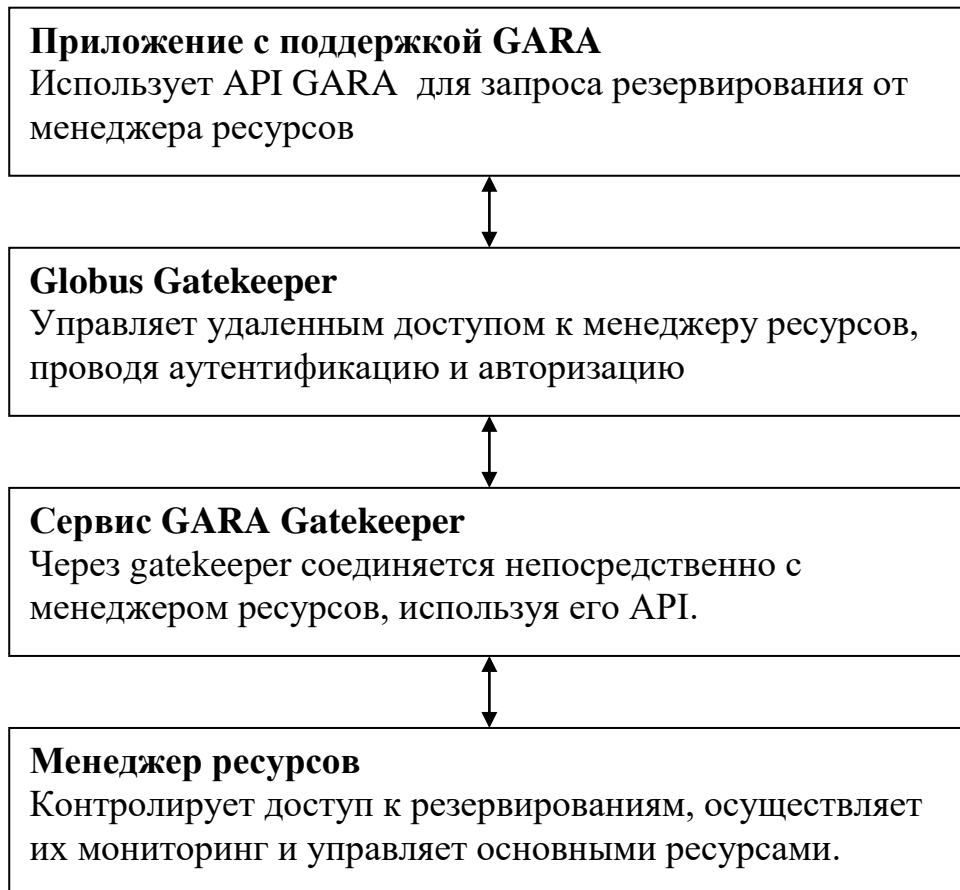 Приложение с поддержкой GARA
Использует API GARA для запроса резервирования от
менеджера ресурсов
Globus Gatekeeper
Управляет удаленным доступом к менеджеру ресурсов,
проводя аутентификацию и авторизацию
Сервис GARA Gatekeeper
Через gatekeeper соединяется непосредственно с
менеджером ресурсов, используя его API.
Менеджер ресурсов
Контролирует доступ к резервированиям, осуществляет
их мониторинг и управляет основными ресурсами.